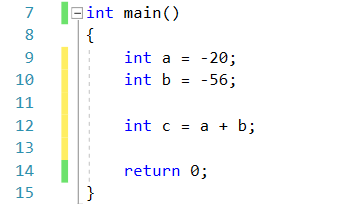 7 int main()
8 {
9 int a = -20;
10 int b = -56;
11
12 int c = a + b;
13
14 return 0;
15 }